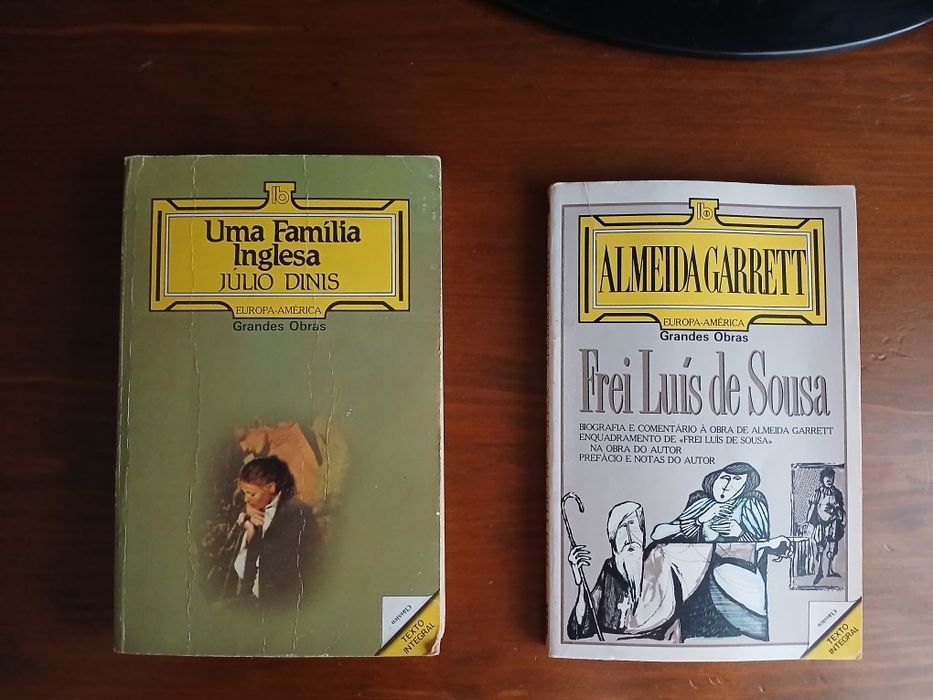 Uma Família
Inglesa
JÚLIO DINIS
EUROPA-AMÉRICA
Grandes Obras
Clássica
TEXTO
INTEGRAL
ALMEIDA GARRETT
EUROPA-AMÉRICA
Grandes Obras
Frei Luís de Sousa
BIOGRAFIA E COMENTÁRIO À OBRA DE ALMEIDA GARRETT
ENQUADRAMENTO DE «FREI LUÍS DE SOUSA»
NA OBRA DO AUTOR
PREFÁCIO E NOTAS DO AUTOR
Clássica
TEXTO
INTEGRAL